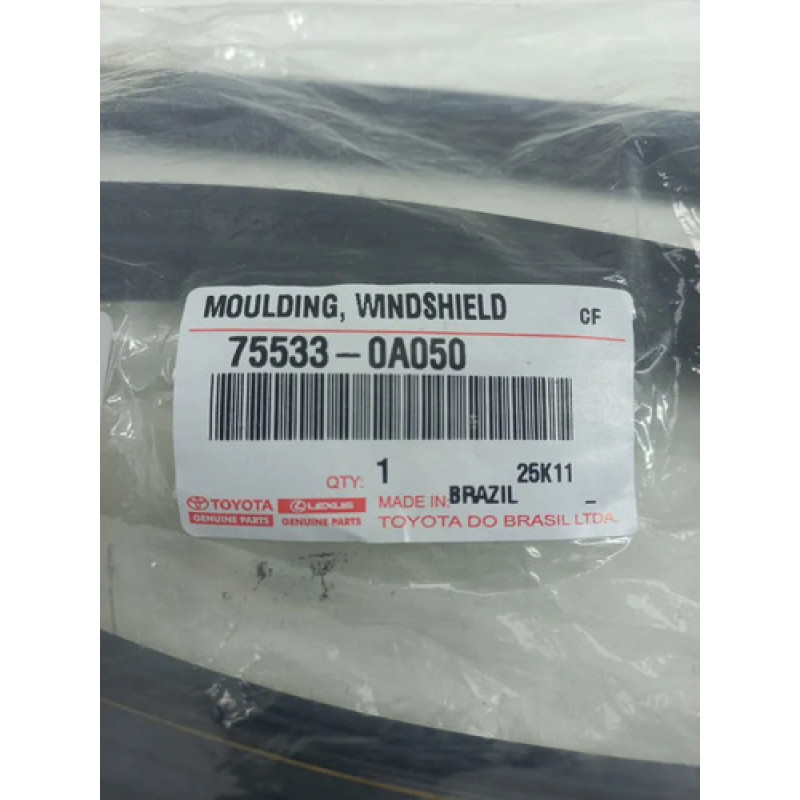 MOULDING, WINDSHIELD CF
75533-0A050
QTY: 1 25K11
TOYOTA LEXUS MADE IN: BRAZIL _
GENUINE PARTS GENUINE PARTS TOYOTA DO BRASIL LTDA.